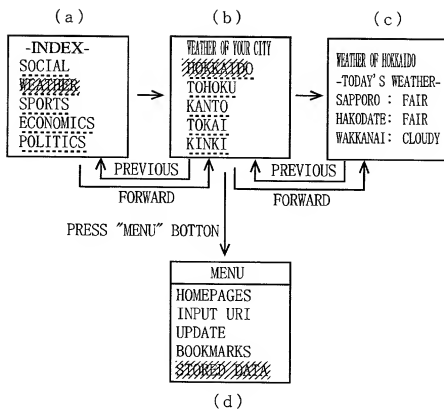 (a)
(b)
(c)
-INDEX-
SOCIAL
WEATHER
SPORTS
ECONOMICS
POLITICS
WEATHER OF YOUR CITY
HOKKAIDO
TOHOKU
KANTO
TOKAI
KINKI
WEATHER OF HOKKAIDO
-TODAY'S WEATHER-
SAPPORO : FAIR
HAKODATE: FAIR
WAKKANAI: CLOUDY
PREVIOUS
FORWARD
PREVIOUS
FORWARD
PRESS "MENU" BOTTON
MENU
HOMEPAGES
INPUT URI
UPDATE
BOOKMARKS
STORED DATA
(d)